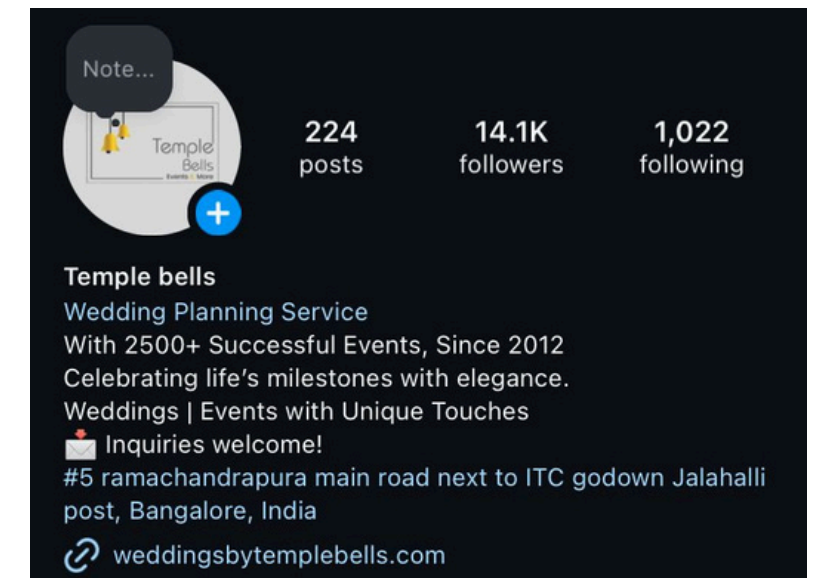 Note...
Temple
Bells
Events & More
224
posts
14.1K
followers
1,022
following
Temple bells
Wedding Planning Service
With 2500+ Successful Events, Since 2012
Celebrating life’s milestones with elegance.
Weddings | Events with Unique Touches
📩 Inquiries welcome!
#5 ramachandrapura main road next to ITC godown Jalahalli
post, Bangalore, India
weddingsbytemplebells.com